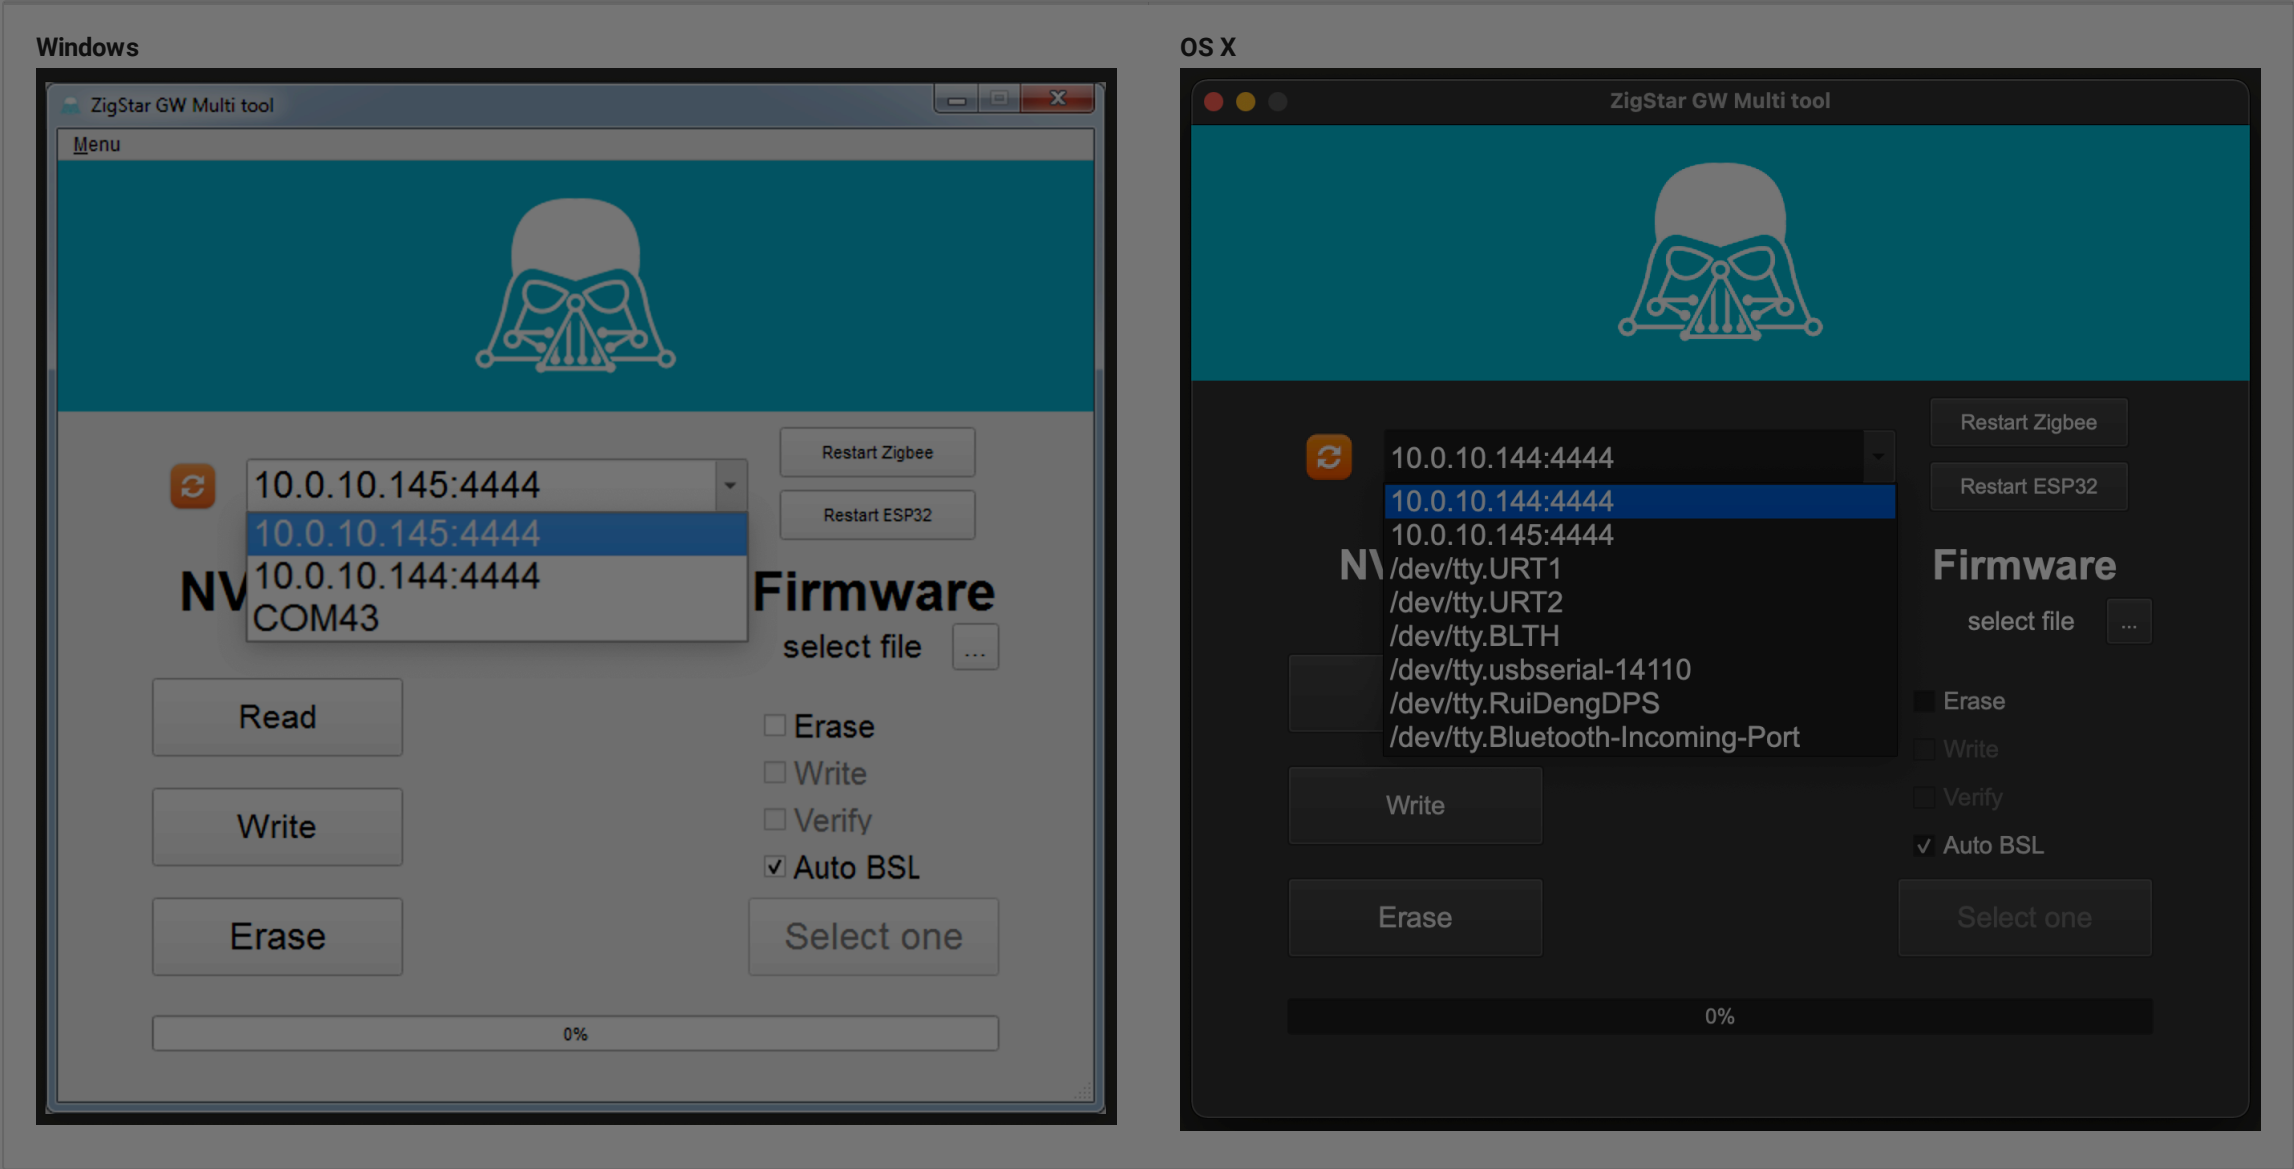 Windows
ZigStar GW Multi tool
Menu
10.0.10.145:4444
10.0.10.145:4444
10.0.10.144:4444
COM43
Restart Zigbee
Restart ESP32
NV
Firmware
select file
...
Read
Write
Erase
Erase
Write
Verify
Auto BSL
Select one
0%
OS X
ZigStar GW Multi tool
10.0.10.144:4444
10.0.10.144:4444
10.0.10.145:4444
/dev/tty.URT1
/dev/tty.URT2
/dev/tty.BLTH
/dev/tty.usbserial-14110
/dev/tty.RuiDengDPS
/dev/tty.Bluetooth-Incoming-Port
Restart Zigbee
Restart ESP32
NV
Firmware
select file
...
Write
Erase
Erase
Write
Verify
Auto BSL
Select one
0%